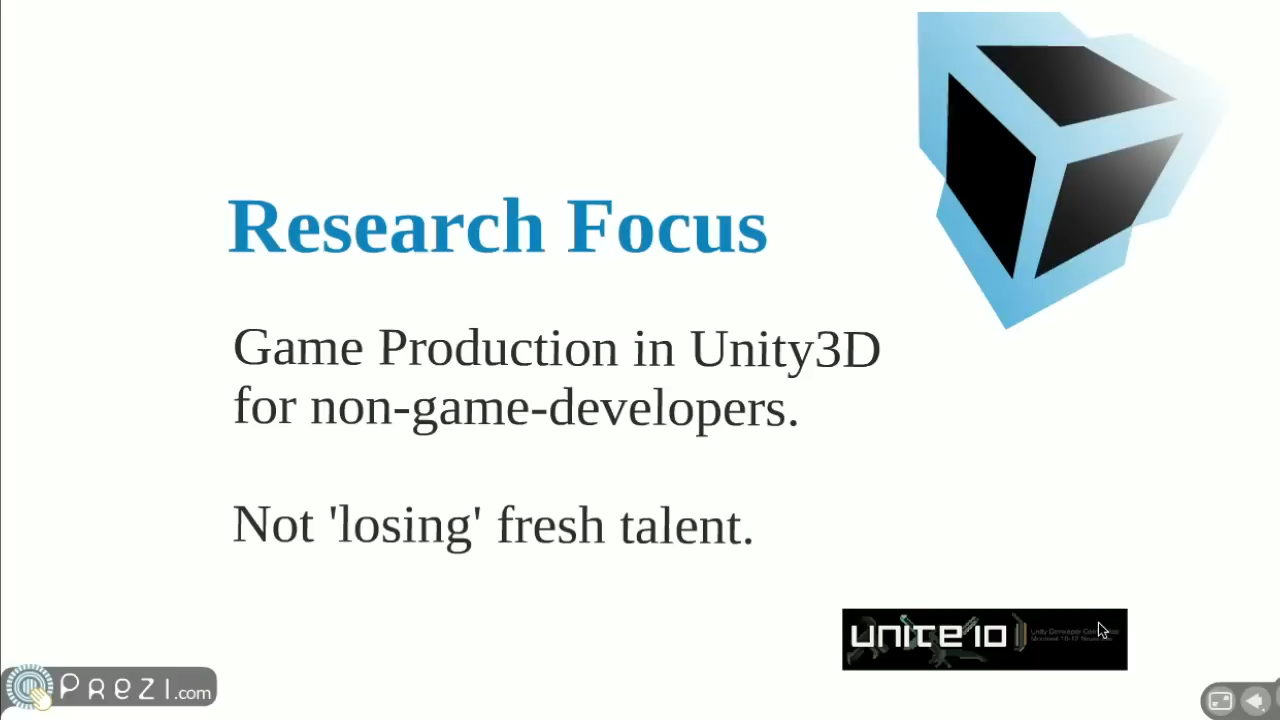 Research Focus
Game Production in Unity3D
for non-game-developers.
Not 'losing' fresh talent.
UNITE 10
Prezi.com